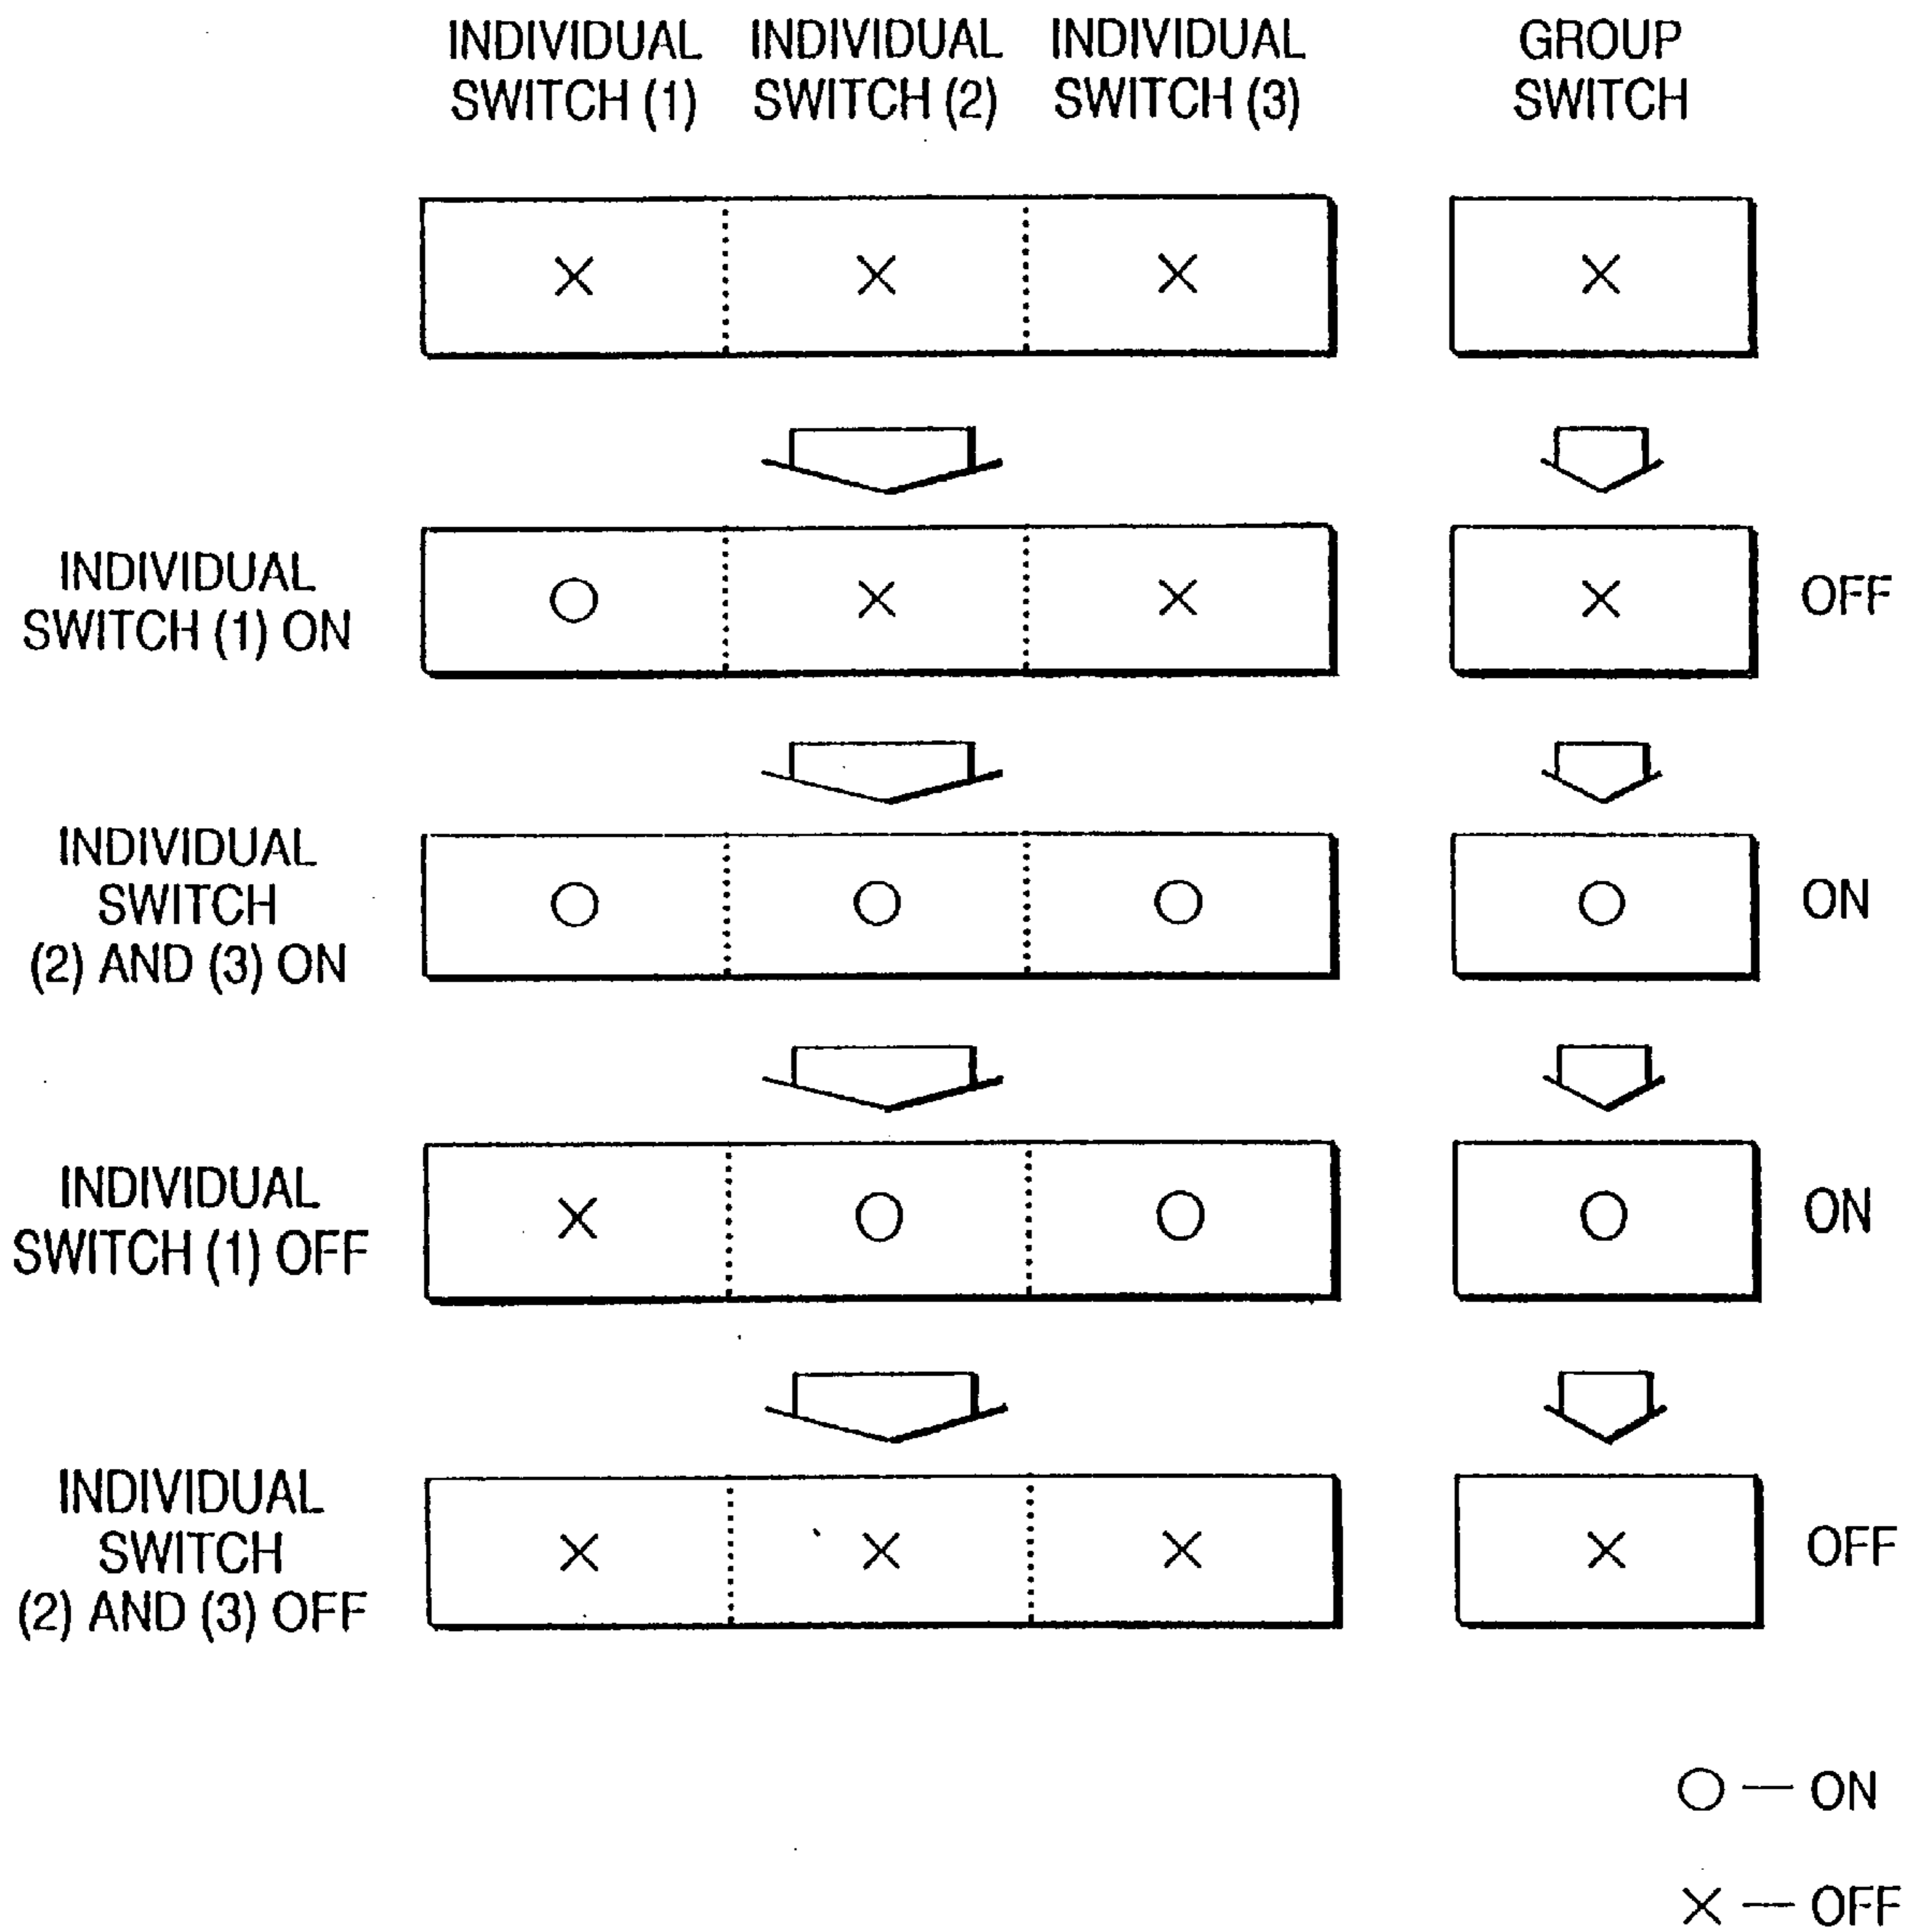 INDIVIDUAL SWITCH (1)
INDIVIDUAL SWITCH (2)
INDIVIDUAL SWITCH (3)
GROUP SWITCH
× × × ×
INDIVIDUAL
SWITCH (1) ON
○ × × × OFF
INDIVIDUAL
SWITCH
(2) AND (3) ON
○ ○ ○ ○ ON
INDIVIDUAL
SWITCH (1) OFF
× ○ ○ ○ ON
INDIVIDUAL
SWITCH
(2) AND (3) OFF
× × × × OFF
○ — ON
× — OFF